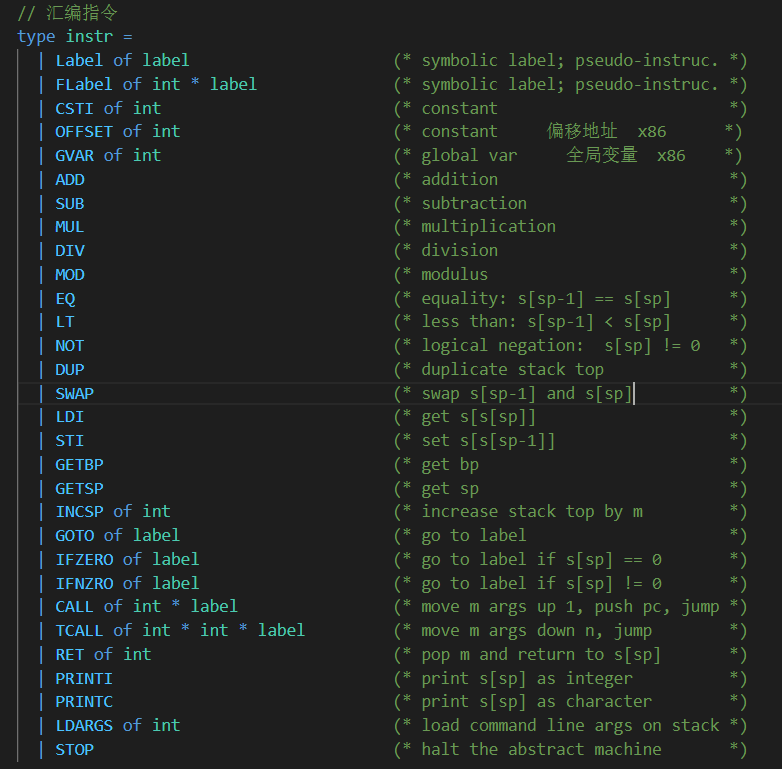 // 汇编指令
type instr =
| Label of label (* symbolic label; pseudo-instruc. *)
| FLabel of int * label (* symbolic label; pseudo-instruc. *)
| CSTI of int (* constant *)
| OFFSET of int (* constant 偏移地址 x86 *)
| GVAR of int (* global var 全局变量 x86 *)
| ADD (* addition *)
| SUB (* subtraction *)
| MUL (* multiplication *)
| DIV (* division *)
| MOD (* modulus *)
| EQ (* equality: s[sp-1] == s[sp] *)
| LT (* less than: s[sp-1] < s[sp] *)
| NOT (* logical negation: s[sp] != 0 *)
| DUP (* duplicate stack top *)
| SWAP (* swap s[sp-1] and s[sp] *)
| LDI (* get s[s[sp]] *)
| STI (* set s[s[sp-1]] *)
| GETBP (* get bp *)
| GETSP (* get sp *)
| INCSP of int (* increase stack top by m *)
| GOTO of label (* go to label *)
| IFZERO of label (* go to label if s[sp] == 0 *)
| IFNZRO of label (* go to label if s[sp] != 0 *)
| CALL of int * label (* move m args up 1, push pc, jump *)
| TCALL of int * int * label (* move m args down n, jump *)
| RET of int (* pop m and return to s[sp] *)
| PRINTI (* print s[sp] as integer *)
| PRINTC (* print s[sp] as character *)
| LDARGS of int (* load command line args on stack *)
| STOP (* halt the abstract machine *)